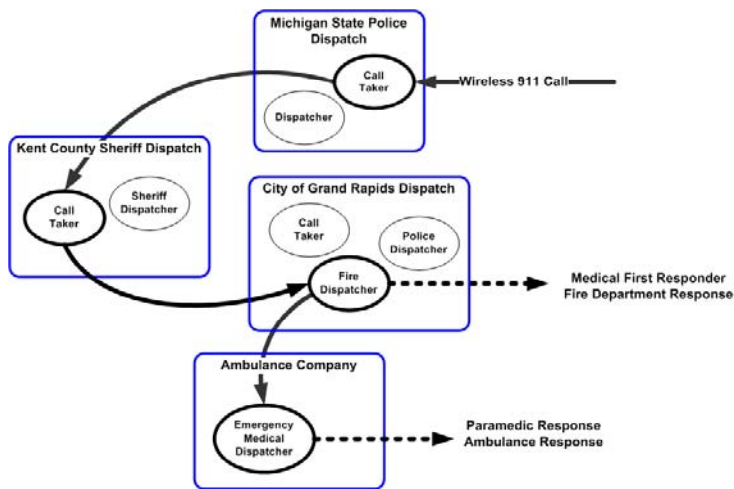 Michigan State Police
Dispatch
Call
Taker
Wireless 911 Call
Dispatcher
Kent County Sheriff Dispatch
Call
Taker
Sheriff
Dispatcher
City of Grand Rapids Dispatch
Call
Taker
Police
Dispatcher
Fire
Dispatcher
Medical First Responder
Fire Department Response
Ambulance Company
Emergency
Medical
Dispatcher
Paramedic Response
Ambulance Response